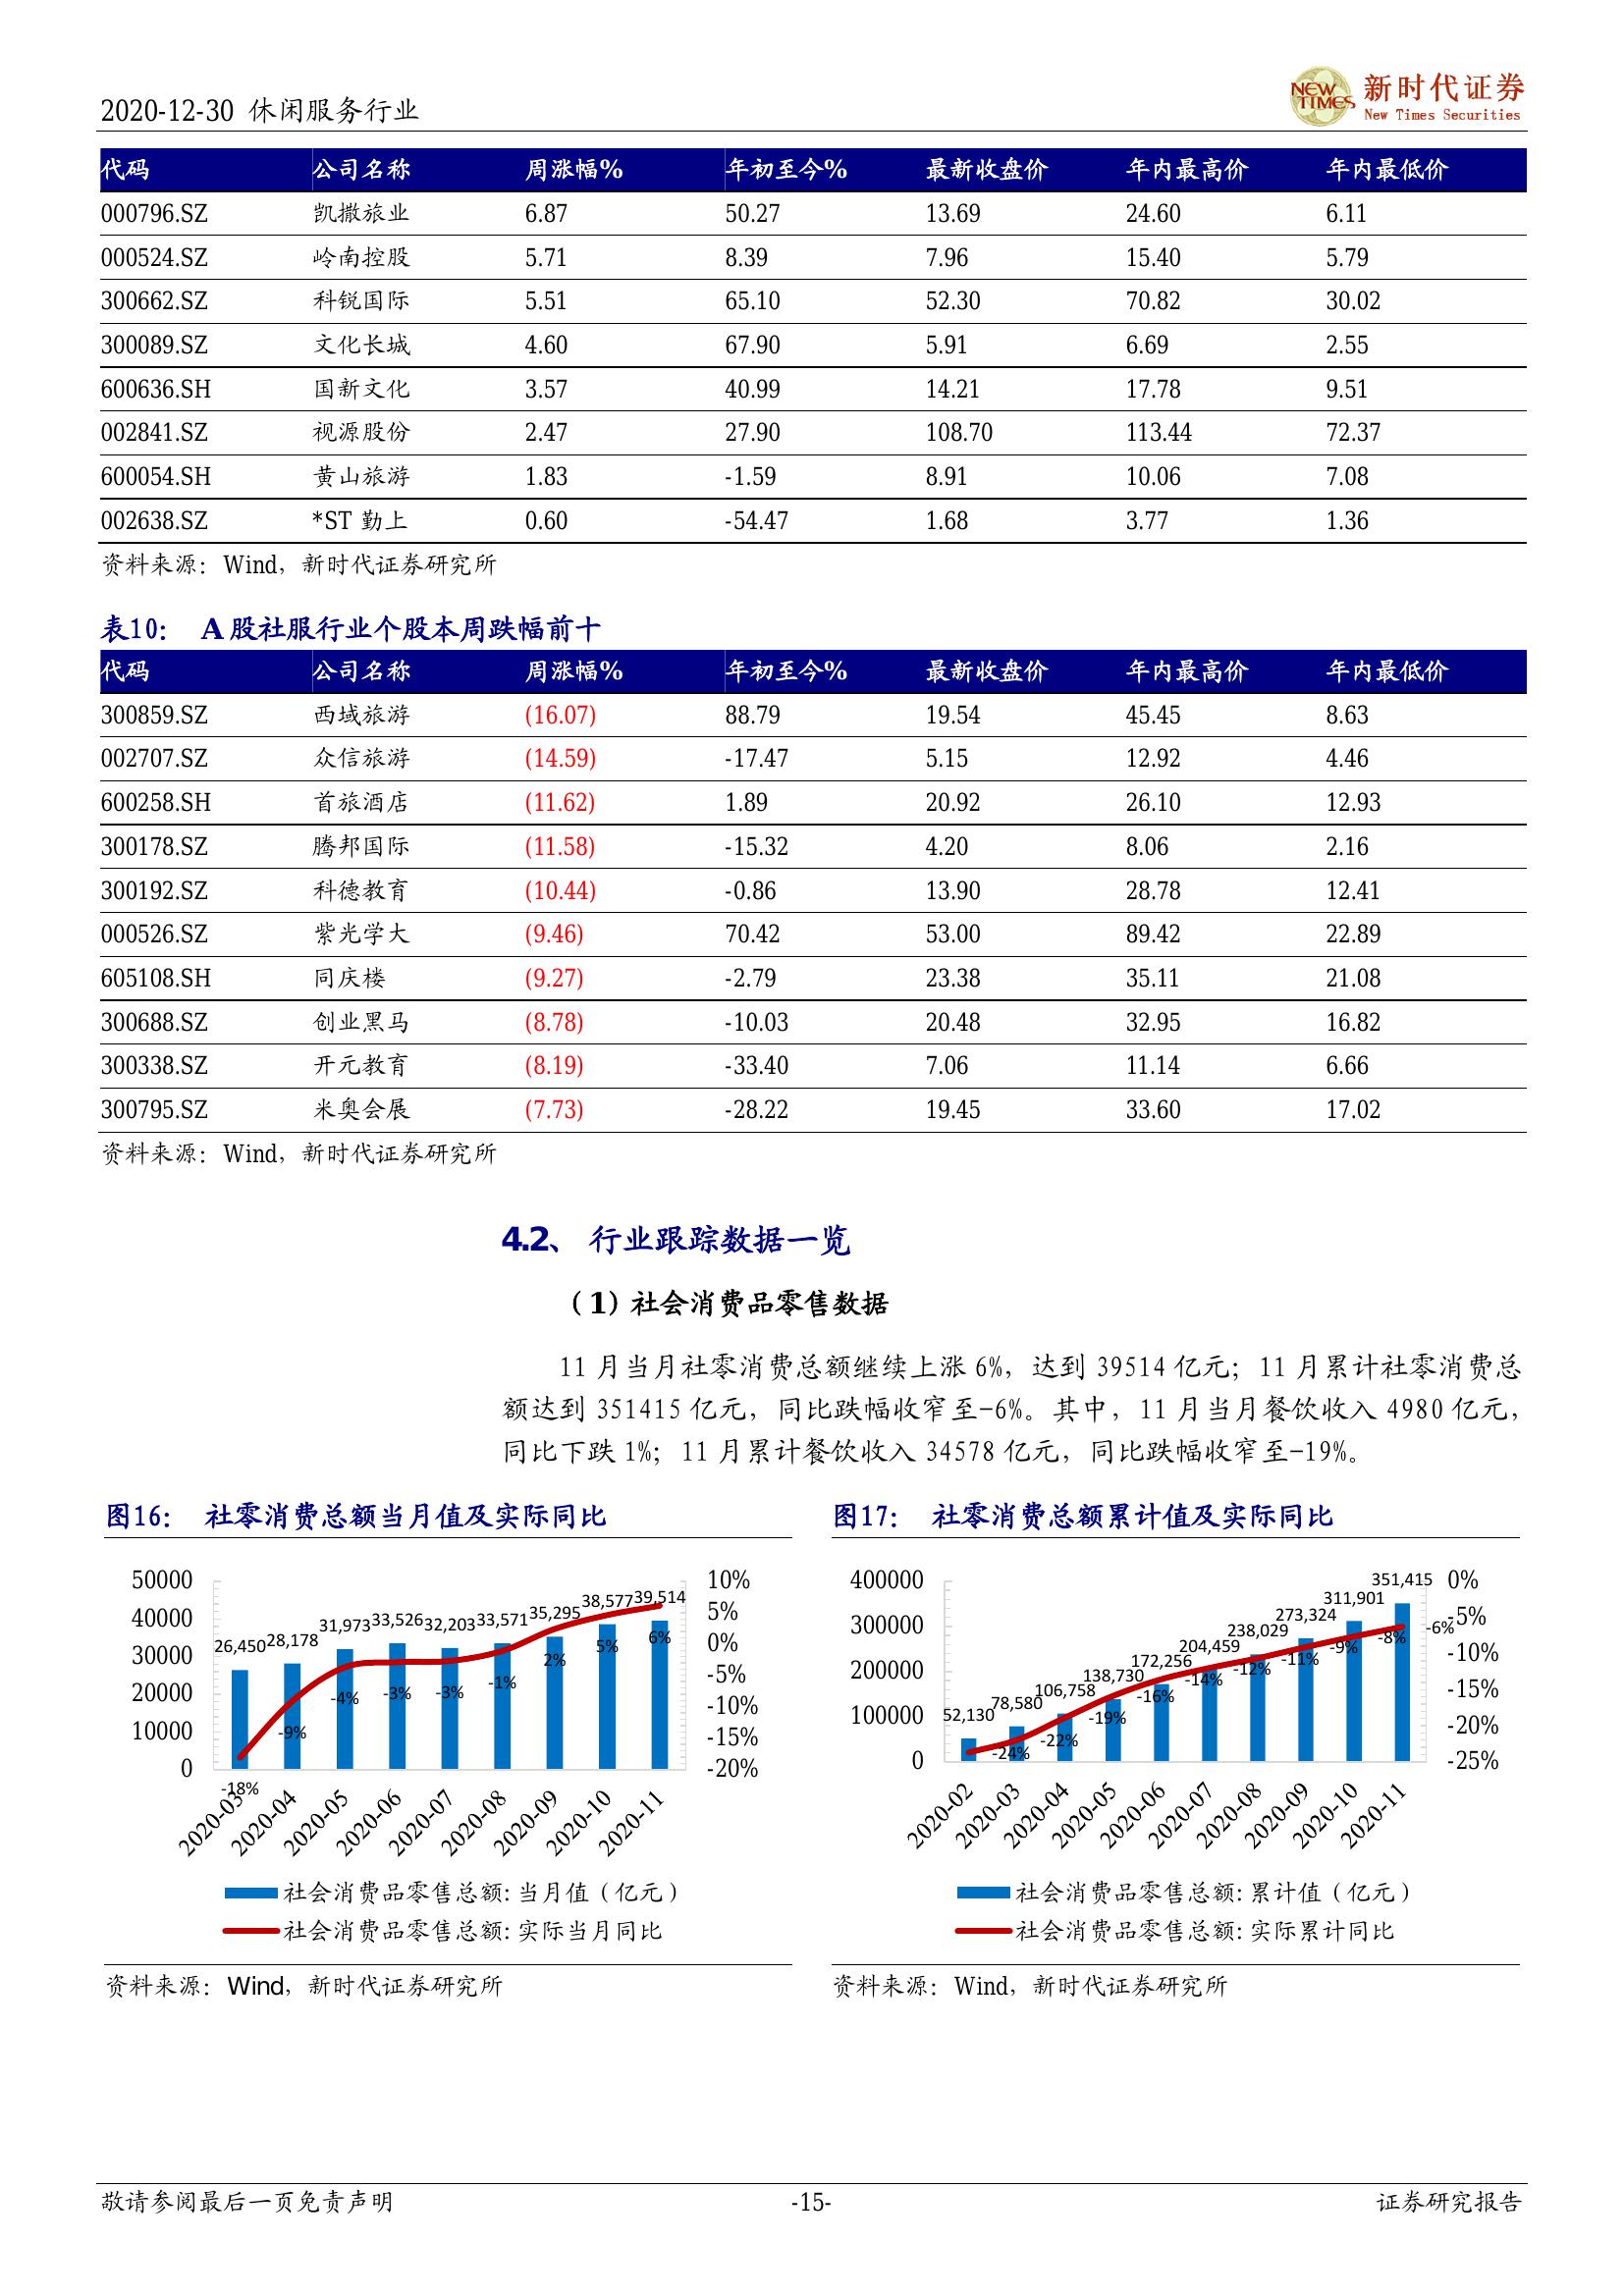 2020-12-30 休闲服务行业
NEW TIMES 新时代证券
New Times Securities
代码 公司名称 周涨幅% 年初至今% 最新收盘价 年内最高价 年内最低价
000796.SZ 凯撒旅业 6.87 50.27 13.69 24.60 6.11
000524.SZ 岭南控股 5.71 8.39 7.96 15.40 5.79
300662.SZ 科锐国际 5.51 65.10 52.30 70.82 30.02
300089.SZ 文化长城 4.60 67.90 5.91 6.69 2.55
600636.SH 国新文化 3.57 40.99 14.21 17.78 9.51
002841.SZ 视源股份 2.47 27.90 108.70 113.44 72.37
600054.SH 黄山旅游 1.83 -1.59 8.91 10.06 7.08
002638.SZ *ST 勤上 0.60 -54.47 1.68 3.77 1.36
资料来源：Wind，新时代证券研究所
表10： A 股社服行业个股本周跌幅前十
代码 公司名称 周涨幅% 年初至今% 最新收盘价 年内最高价 年内最低价
300859.SZ 西域旅游 (16.07) 88.79 19.54 45.45 8.63
002707.SZ 众信旅游 (14.59) -17.47 5.15 12.92 4.46
600258.SH 首旅酒店 (11.62) 1.89 20.92 26.10 12.93
300178.SZ 腾邦国际 (11.58) -15.32 4.20 8.06 2.16
300192.SZ 科德教育 (10.44) -0.86 13.90 28.78 12.41
000526.SZ 紫光学大 (9.46) 70.42 53.00 89.42 22.89
605108.SH 同庆楼 (9.27) -2.79 23.38 35.11 21.08
300688.SZ 创业黑马 (8.78) -10.03 20.48 32.95 16.82
300338.SZ 开元教育 (8.19) -33.40 7.06 11.14 6.66
300795.SZ 米奥会展 (7.73) -28.22 19.45 33.60 17.02
资料来源：Wind，新时代证券研究所
4.2、 行业跟踪数据一览
（1）社会消费品零售数据
11 月当月社零消费总额继续上涨 6%，达到 39514 亿元；11 月累计社零消费总
额达到 351415 亿元，同比跌幅收窄至-6%。其中，11 月当月餐饮收入 4980 亿元，
同比下跌 1%；11 月累计餐饮收入 34578 亿元，同比跌幅收窄至-19%。
图16： 社零消费总额当月值及实际同比
50000 40000 30000 20000 10000 0
26,450 28,178 31,973 33,526 32,203 33,571 35,295 38,577 39,514
-18% -9% -4% -3% -3% -1% 2% 5% 6%
10% 5% 0% -5% -10% -15% -20%
2020-03 2020-04 2020-05 2020-06 2020-07 2020-08 2020-09 2020-10 2020-11
社会消费品零售总额:当月值（亿元）
社会消费品零售总额:实际当月同比
资料来源：Wind，新时代证券研究所
图17： 社零消费总额累计值及实际同比
400000 300000 200000 100000 0
52,130 78,580 106,758 138,730 172,256 204,459 238,029 273,324 311,901 351,415
-24% -22% -19% -16% -14% -12% -11% -9% -8% -6%
0% -5% -10% -15% -20% -25%
2020-02 2020-03 2020-04 2020-05 2020-06 2020-07 2020-08 2020-09 2020-10 2020-11
社会消费品零售总额:累计值（亿元）
社会消费品零售总额:实际累计同比
资料来源：Wind，新时代证券研究所
敬请参阅最后一页免责声明 -15- 证券研究报告